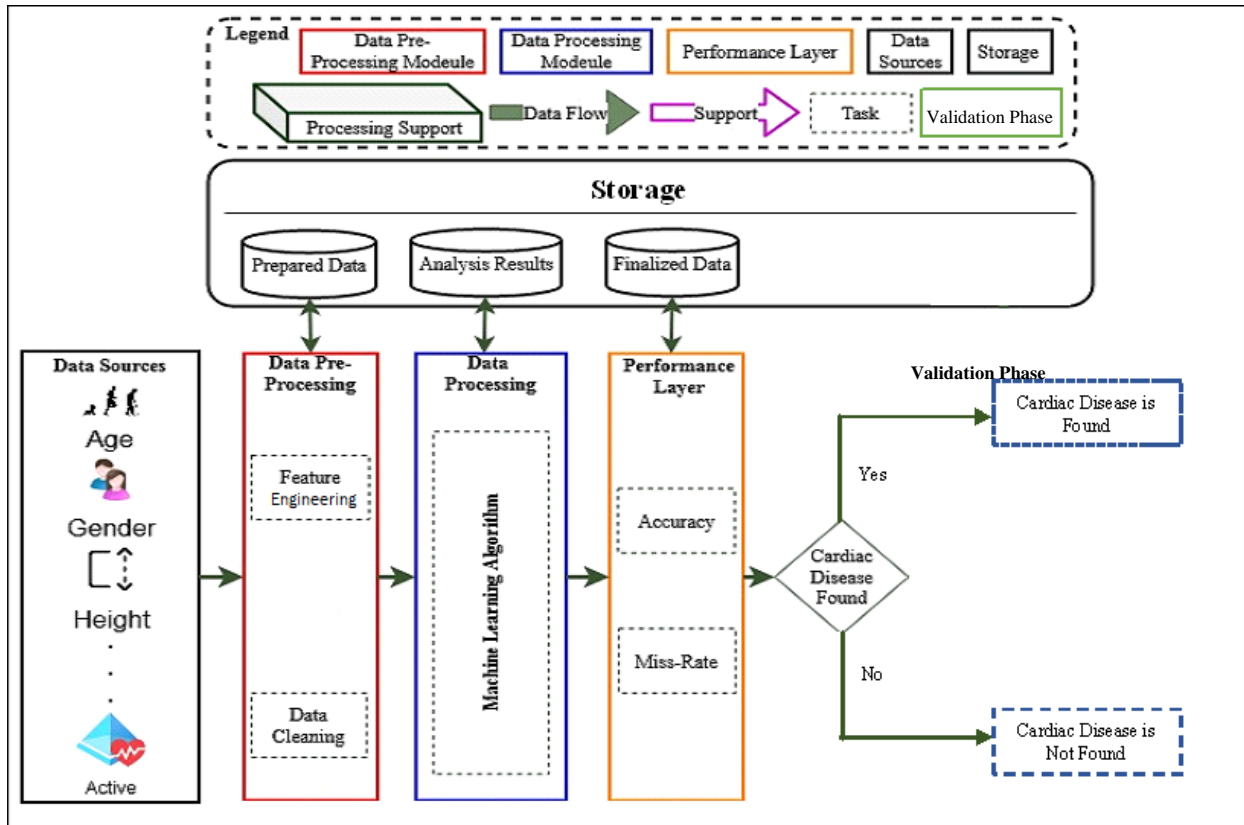 Legend
Data Pre-
Processing Modeule
Data Processing
Modeule
Performance Layer
Data
Sources
Storage
Processing Support
Data Flow
Support
Task
Validation Phase
Storage
Prepared Data
Analysis Results
Finalized Data
Data Sources
Age
Gender
Height
Active
Data Pre-
Processing
Feature
Engineering
Data
Cleaning
Data
Processing
Machine Learning Algorithm
Performance
Layer
Accuracy
Miss-Rate
Cardiac
Disease
Found
Yes
No
Validation Phase
Cardiac Disease is
Found
Cardiac Disease is
Not Found